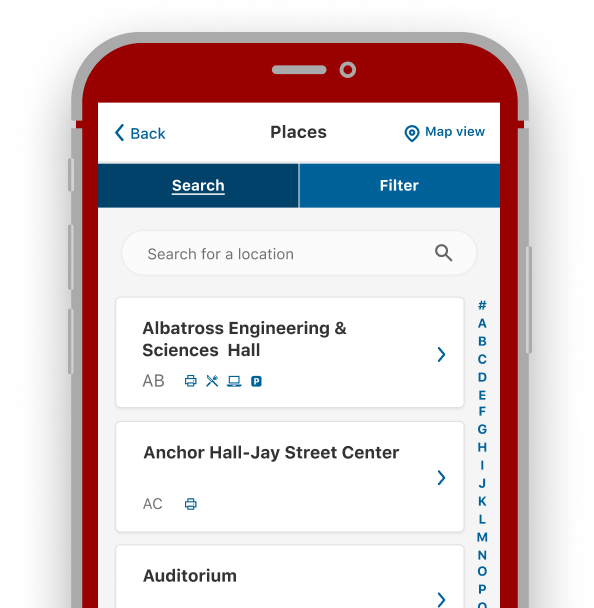 Back
Places
Map view
Search
Filter
Search for a location
Albatross Engineering &
Sciences Hall
AB
P
Anchor Hall-Jay Street Center
AC
Auditorium
#
A
B
C
D
E
F
G
H
I
J
K
L
M
N
O
P